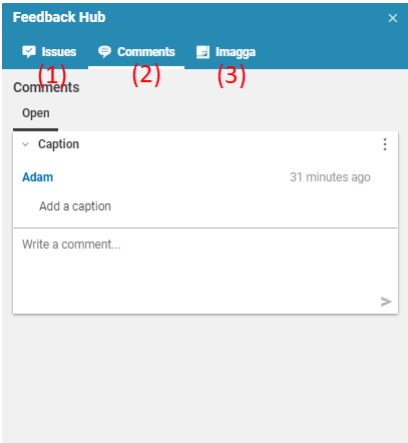 Feedback Hub
Issues Comments Imagga
(1) (2) (3)
Comments
Open
Caption
Adam 31 minutes ago
Add a caption
Write a comment...